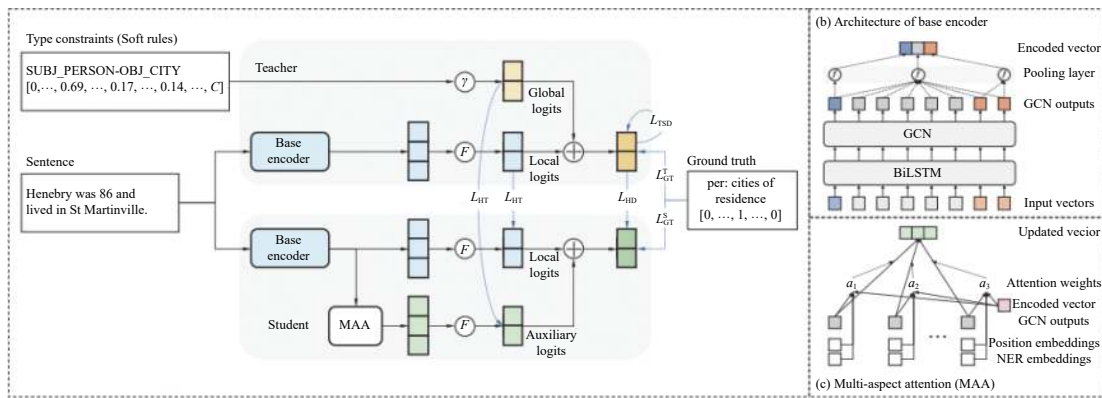 Type constraints (Soft rules)
SUBJ_PERSON-OBJ_CITY
[0,···, 0.69, ···, 0.17, ···, 0.14, ···, C]
Teacher
γ
Global
logits
Base
encoder
F
Local
logits
L_TSD
Sentence
Henebry was 86 and
lived in St Martinville.
L_HT
L_HT
L_HD
L_GT^T
L_GT^S
Ground truth
per: cities of
residence
[0, ···, 1, ···, 0]
Base
encoder
F
Local
logits
Student
MAA
F
Auxiliary
logits
(b) Architecture of base encoder
Encoded vector
Pooling layer
f
f
f
GCN outputs
GCN
BiLSTM
Input vectors
Updated vecior
a1
a2
a3
Attention weights
Encoded vector
GCN outputs
···
Position embeddings
NER embeddings
(c) Multi-aspect attention (MAA)